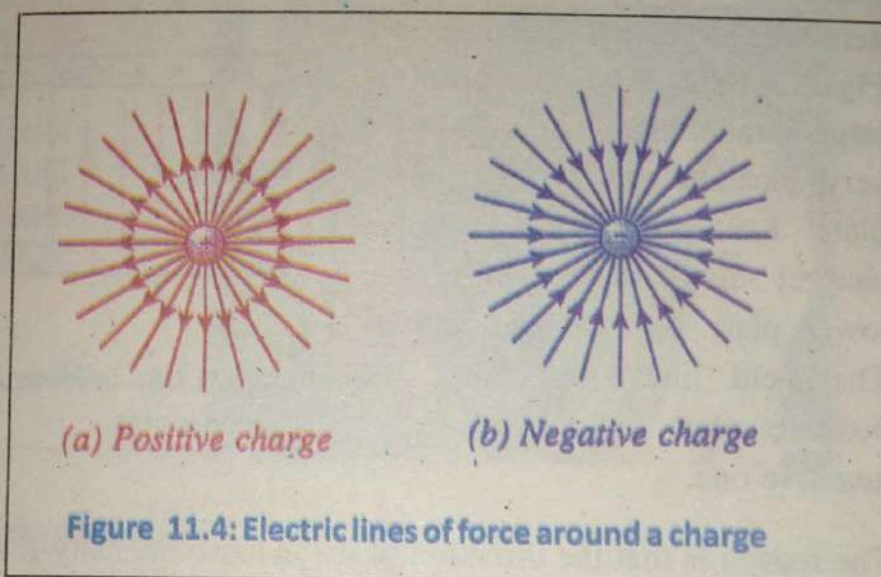 +
−
(a) Positive charge
(b) Negative charge
Figure 11.4: Electric lines of force around a charge